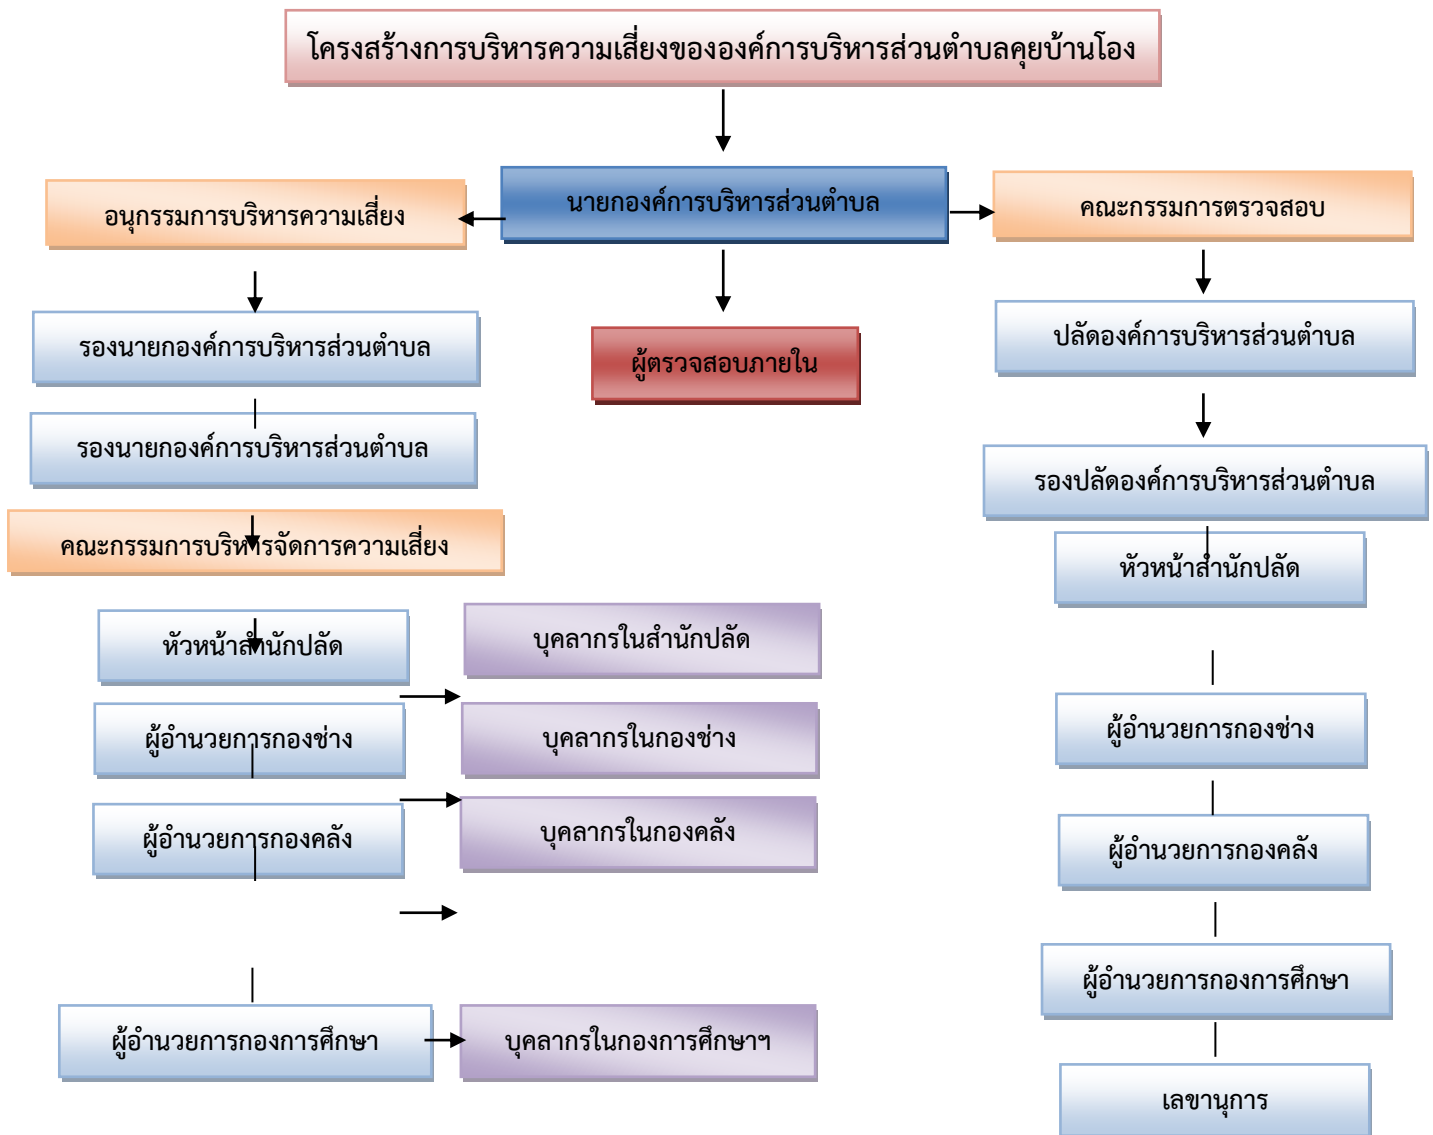 โครงสร้างการบริหารความเสี่ยงขององค์การบริหารส่วนตำบลคุยบ้านโอง
นายกองค์การบริหารส่วนตำบล
อนุกรรมการบริหารความเสี่ยง
คณะกรรมการตรวจสอบ
รองนายกองค์การบริหารส่วนตำบล
ผู้ตรวจสอบภายใน
ปลัดองค์การบริหารส่วนตำบล
รองนายกองค์การบริหารส่วนตำบล
รองปลัดองค์การบริหารส่วนตำบล
คณะกรรมการบริหารจัดการความเสี่ยง
หัวหน้าสำนักปลัด
หัวหน้าสำนักปลัด
บุคลากรในสำนักปลัด
ผู้อำนวยการกองช่าง
บุคลากรในกองช่าง
ผู้อำนวยการกองช่าง
ผู้อำนวยการกองคลัง
บุคลากรในกองคลัง
ผู้อำนวยการกองคลัง
ผู้อำนวยการกองการศึกษา
ผู้อำนวยการกองการศึกษา
บุคลากรในกองการศึกษาฯ
เลขานุการ